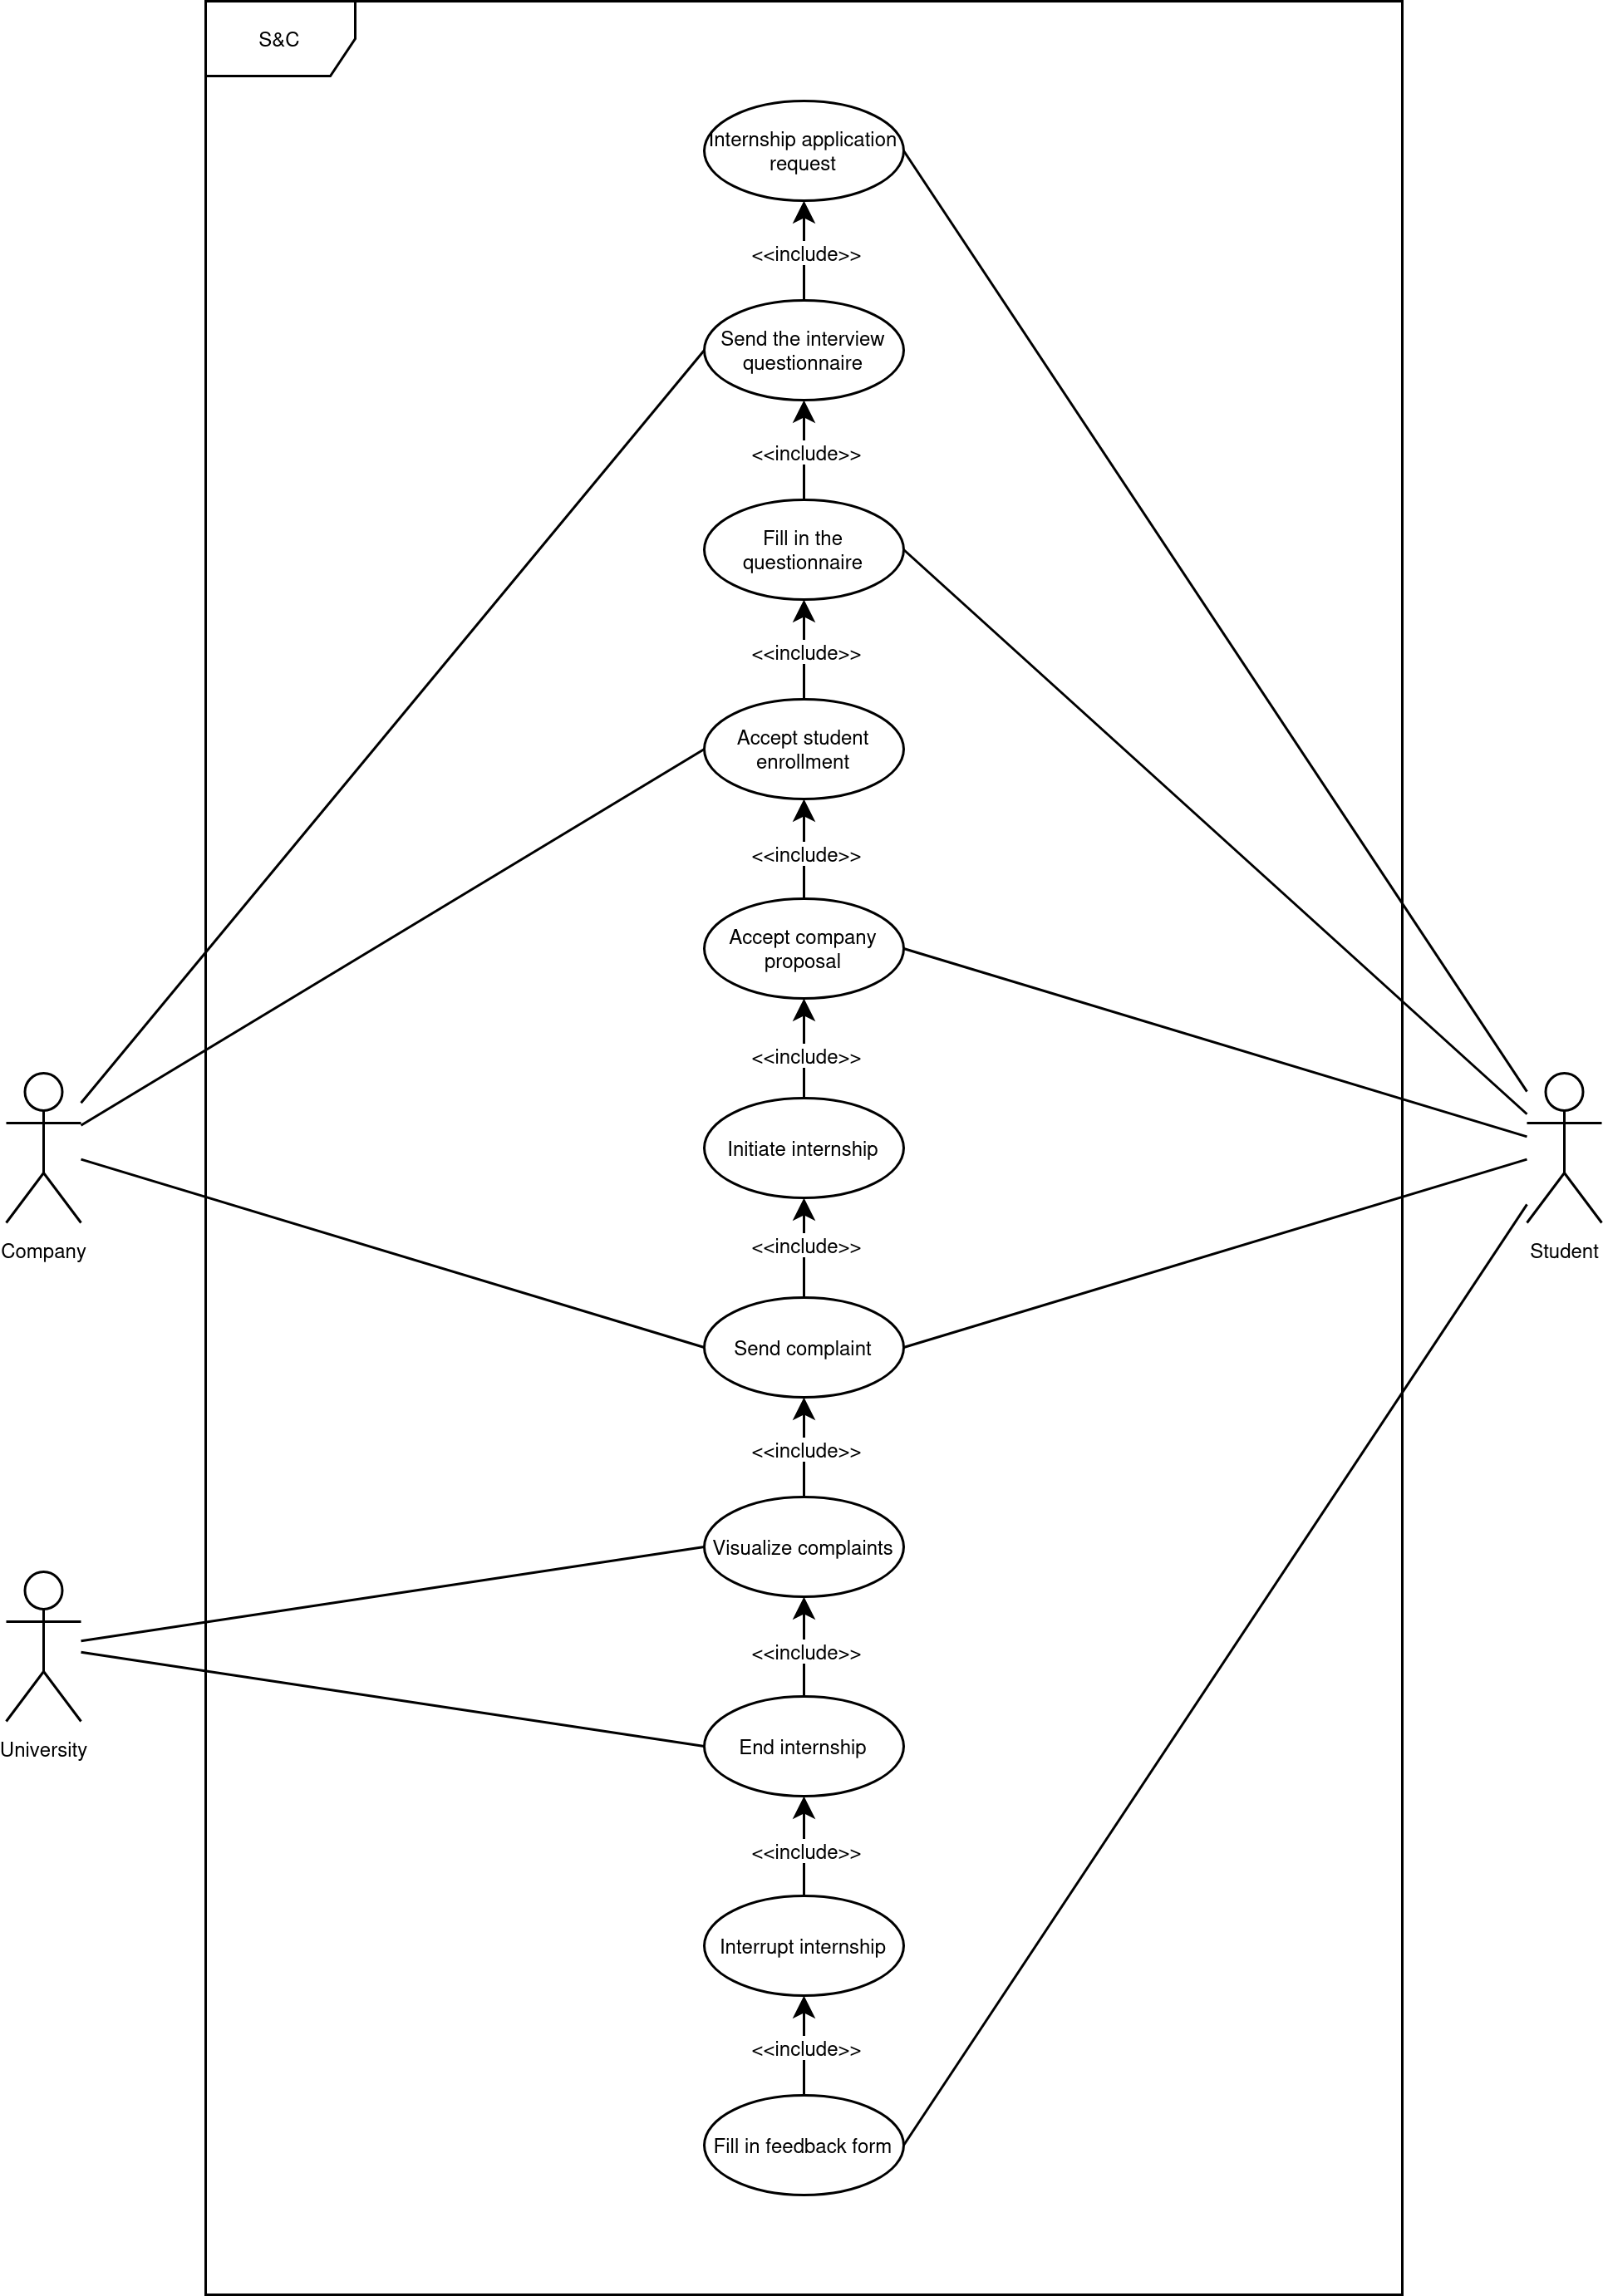 S&C
Internship application
request
<<include>>
Send the interview
questionnaire
<<include>>
Fill in the
questionnaire
<<include>>
Accept student
enrollment
<<include>>
Accept company
proposal
<<include>>
Initiate internship
Company
Student
<<include>>
Send complaint
<<include>>
Visualize complaints
<<include>>
University
End internship
<<include>>
Interrupt internship
<<include>>
Fill in feedback form